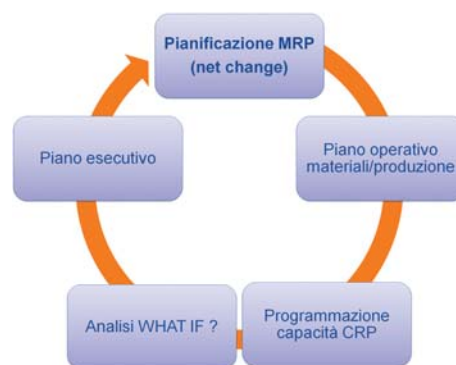 Pianificazione MRP
(net change)
Piano operativo
materiali/produzione
Programmazione
capacità CRP
Analisi WHAT IF ?
Piano esecutivo